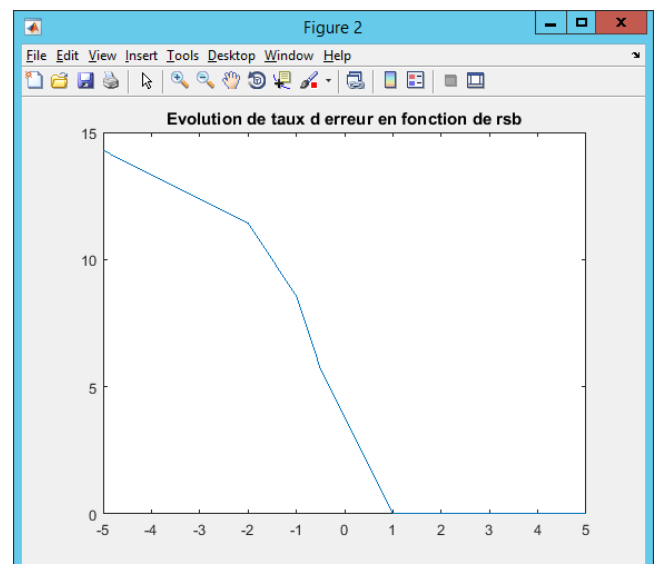 Figure 2
File Edit View Insert Tools Desktop Window Help
Evolution de taux d erreur en fonction de rsb
15
10
5
0
-5 -4 -3 -2 -1 0 1 2 3 4 5